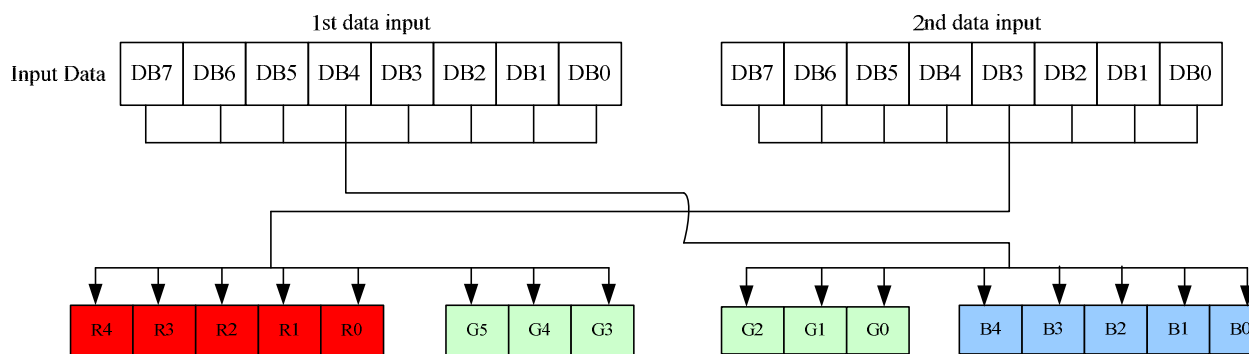 1st data input 2nd data input
Input Data DB7 DB6 DB5 DB4 DB3 DB2 DB1 DB0 DB7 DB6 DB5 DB4 DB3 DB2 DB1 DB0
R4 R3 R2 R1 R0 G5 G4 G3 G2 G1 G0 B4 B3 B2 B1 B0